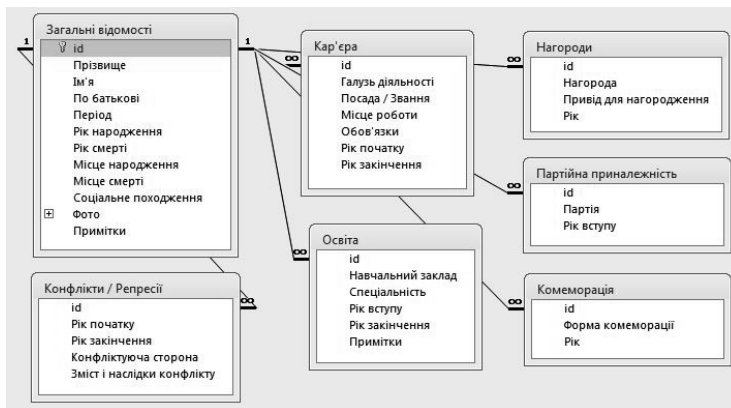 Загальні відомості
1
1
id
Прізвище
Ім'я
По батькові
Період
Рік народження
Рік смерті
Місце народження
Місце смерті
Соціальне походження
Фото
Примітки
Кар'єра
∞
id
Галузь діяльності
Посада / Звання
Місце роботи
Обов'язки
Рік початку
Рік закінчення
Нагороди
∞
id
Нагорода
Привід для нагородження
Рік
Партійна приналежність
∞
id
Партія
Рік вступу
Освіта
∞
id
Навчальний заклад
Спеціальність
Рік вступу
Рік закінчення
Примітки
Конфлікти / Репресії
∞
id
Рік початку
Рік закінчення
Конфліктуюча сторона
Зміст і наслідки конфлікту
Комеморація
∞
id
Форма комеморації
Рік